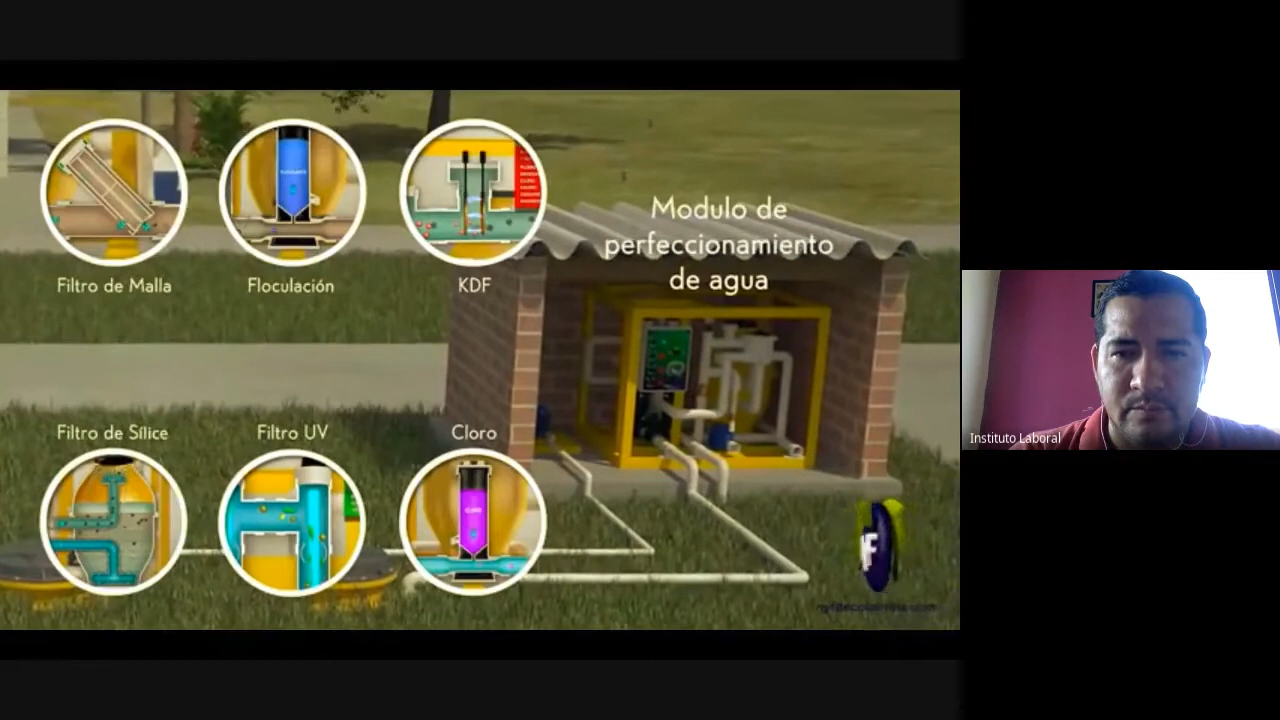 Modulo de
perfeccionamiento
de agua
Filtro de Malla
Floculación
KDF
Filtro de Sílice
Filtro UV
Cloro
F
Instituto Laboral